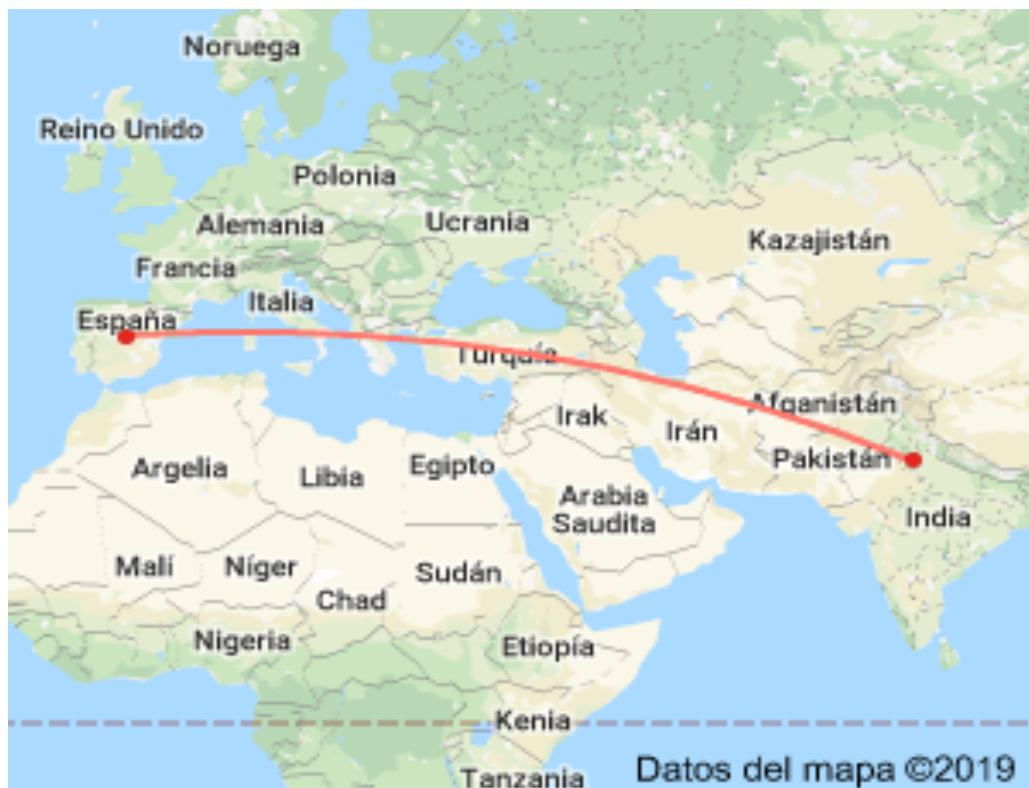 Noruega
Reino Unido
Polonia
Alemania
Ucrania
Kazajistán
Francia
Italia
España
Turquía
Afganistán
Irak
Irán
Pakistán
Argelia
Libia
Egipto
Arabia
Saudita
India
Malí
Níger
Sudán
Chad
Nigeria
Etiopía
Kenia
Tanzania
Datos del mapa ©2019